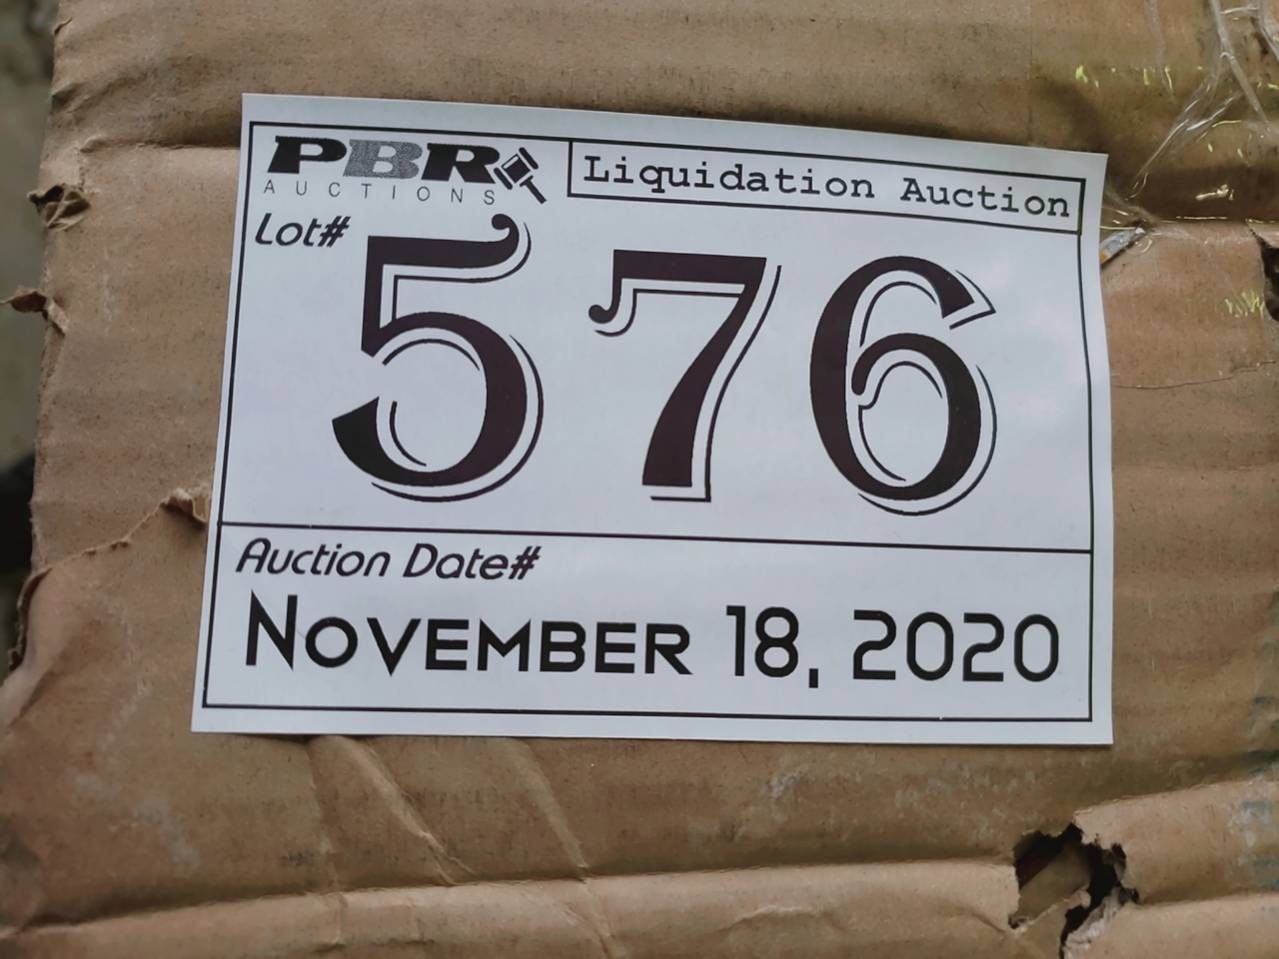 PBR
AUCTIONS
Liquidation Auction
Lot#
576
Auction Date#
NOVEMBER 18, 2020